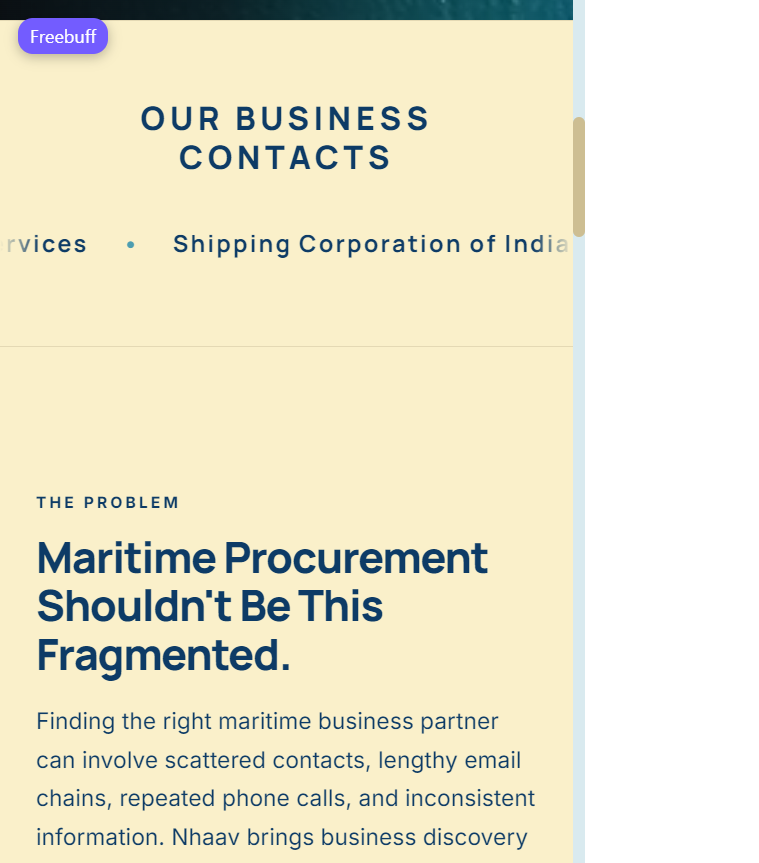 Freebuff
OUR BUSINESS
CONTACTS
rvices • Shipping Corporation of India
THE PROBLEM
Maritime Procurement
Shouldn't Be This
Fragmented.
Finding the right maritime business partner
can involve scattered contacts, lengthy email
chains, repeated phone calls, and inconsistent
information. Nhaav brings business discovery